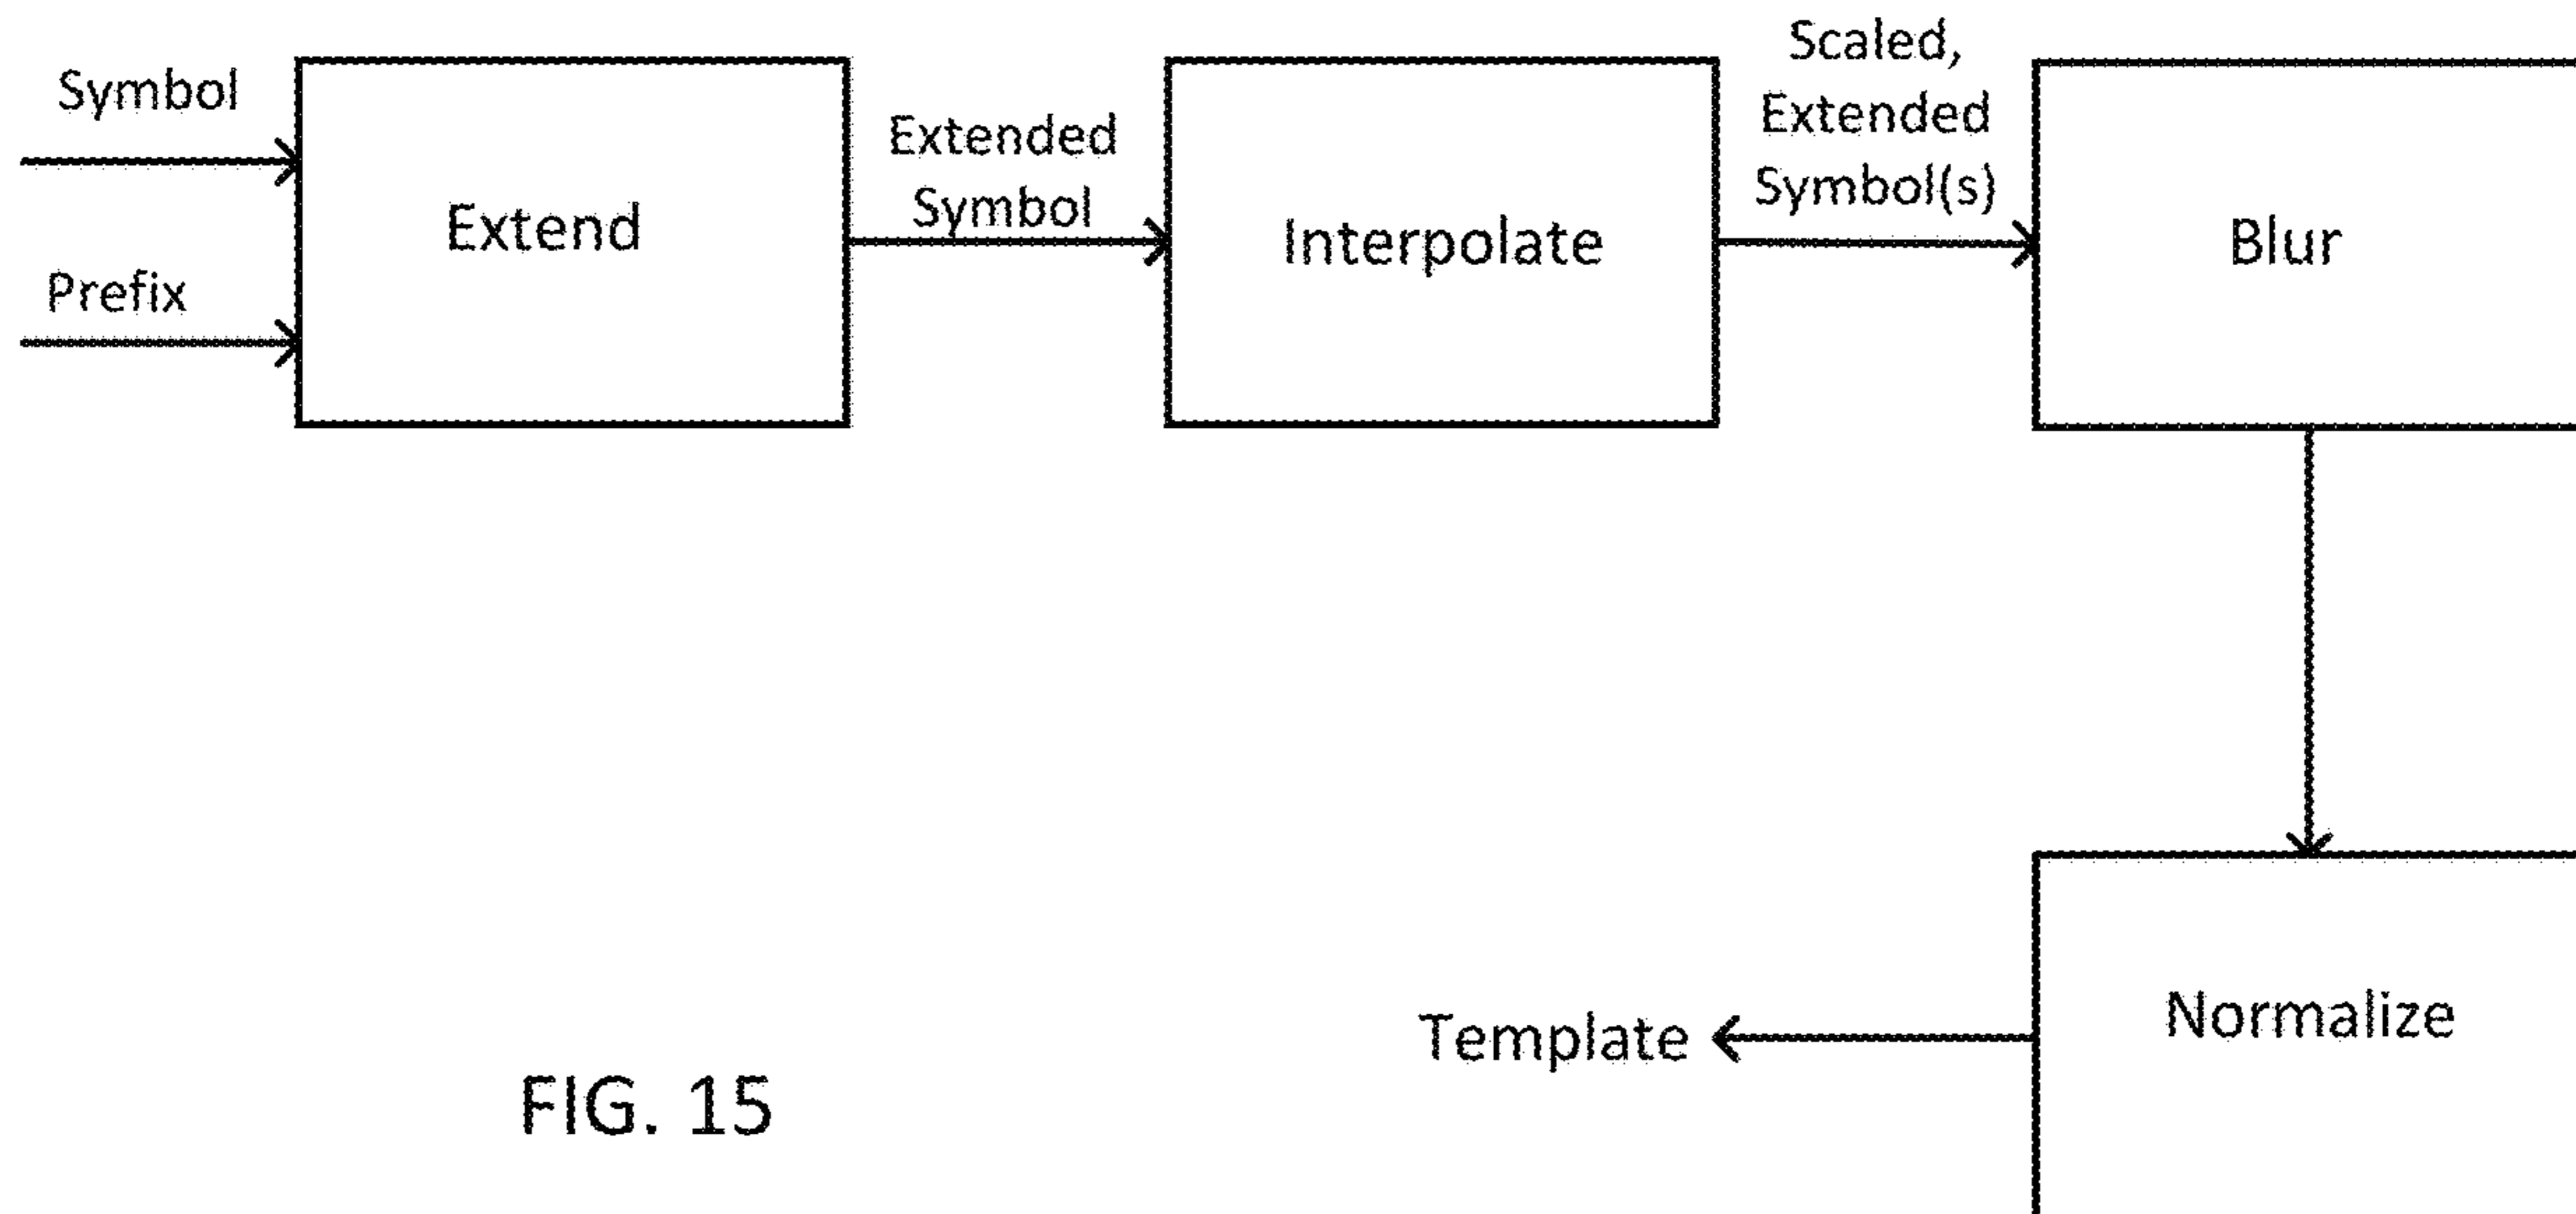 Symbol
Prefix
Extend
Extended
Symbol
Interpolate
Scaled,
Extended
Symbol(s)
Blur
Normalize
Template
FIG. 15